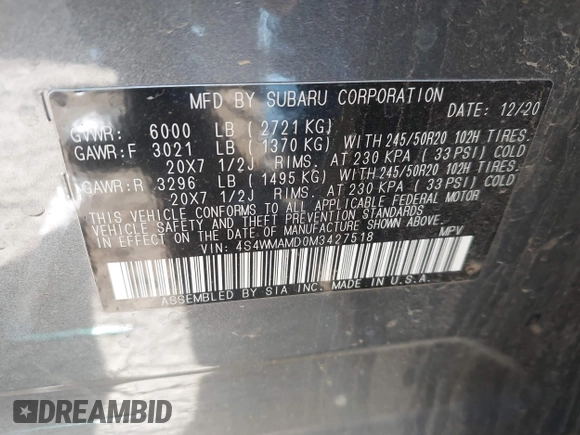 MFD BY SUBARU CORPORATION
DATE: 12/20
GVWR: 6000 LB (2721 KG)
GAWR:F 3021 LB (1370 KG) WITH 245/50R20 102H TIRES.
20X7 1/2J RIMS. AT 230 KPA (33 PSI) COLD
GAWR:R 3296 LB (1495 KG) WITH 245/50R20 102H TIRES.
20X7 1/2J RIMS. AT 230 KPA (33 PSI) COLD
THIS VEHICLE CONFORMS TO ALL APPLICABLE FEDERAL MOTOR
VEHICLE SAFETY AND THEFT PREVENTION STANDARDS
IN EFFECT ON THE DATE OF MANUFACTURE SHOWN ABOVE.
VIN: 4S4WMAMD0M3427518 MPV
ASSEMBLED BY SIA INC. MADE IN U.S.A.
DREAMBID